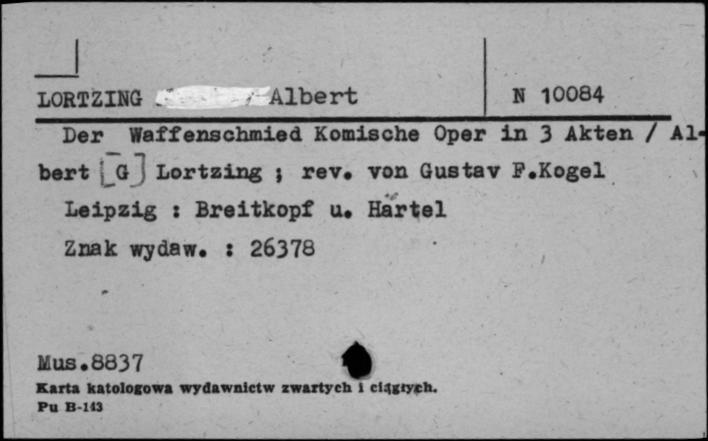 LORTZING Albert N 10084
Der Waffenschmied Komische Oper in 3 Akten / Al-
bert [G] Lortzing ; rev. von Gustav F.Kogel
Leipzig : Breitkopf u. Härtel
Znak wydaw. : 26378
Mus.8837
Karta katologowa wydawnictw zwartych i ciągłych.
Pu B-143